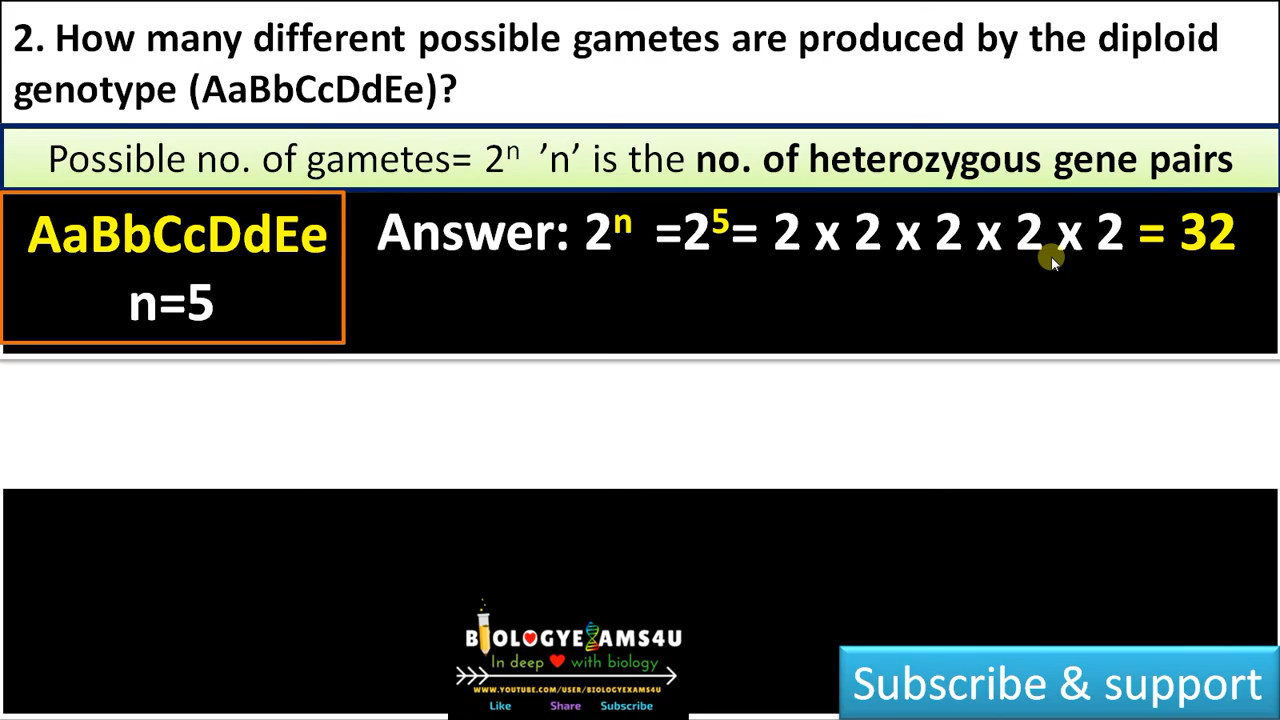 2. How many different possible gametes are produced by the diploid
genotype (AaBbCcDdEe)?
Possible no. of gametes= 2ⁿ ’n’ is the no. of heterozygous gene pairs
AaBbCcDdEe
n=5
Answer: 2ⁿ =2⁵= 2 x 2 x 2 x 2 x 2 = 32
BIOLOGYEXAMS4U
In deep ❤ with biology
WWW.YOUTUBE.COM/USER/BIOLOGYEXAMS4U
Like Share Subscribe
Subscribe & support